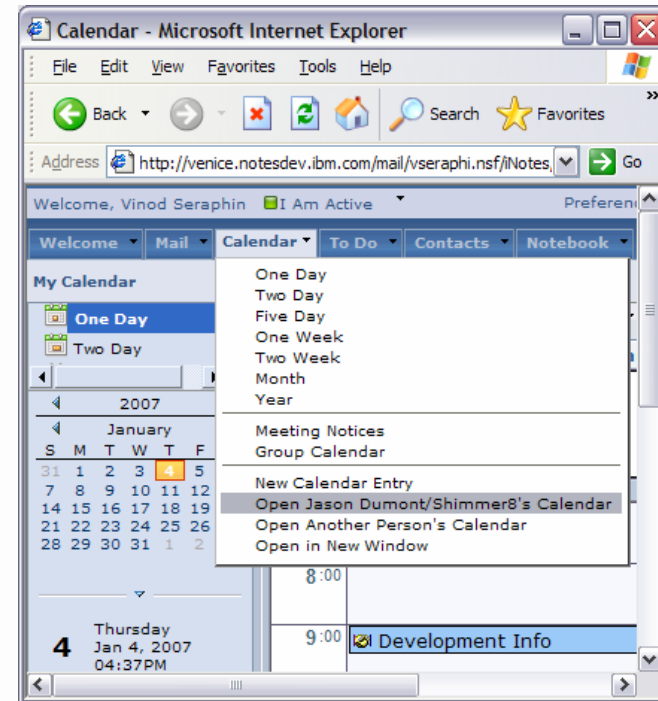 Calendar - Microsoft Internet Explorer
File Edit View Favorites Tools Help
Back Search Favorites »
Address http://venice.notesdev.ibm.com/mail/vseraphi.nsf/iNotes, Go
Welcome, Vinod Seraphin I Am Active Preferen
Welcome Mail Calendar To Do Contacts Notebook
My Calendar
One Day
Two Day
2007
January
S M T W T F
31 1 2 3 4 5
7 8 9 10 11 12
14 15 16 17 18 19
21 22 23 24 25 26
28 29 30 31 1 2
4
Thursday
Jan 4, 2007
04:37PM
One Day
Two Day
Five Day
One Week
Two Week
Month
Year
Meeting Notices
Group Calendar
New Calendar Entry
Open Jason Dumont/Shimmer8's Calendar
Open Another Person's Calendar
Open in New Window
8:00
9:00 Development Info